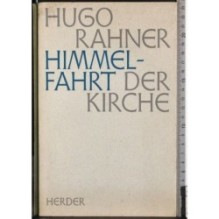 HUGO
RAHNER
HIMMEL-
FAHRT DER
KIRCHE
HERDER